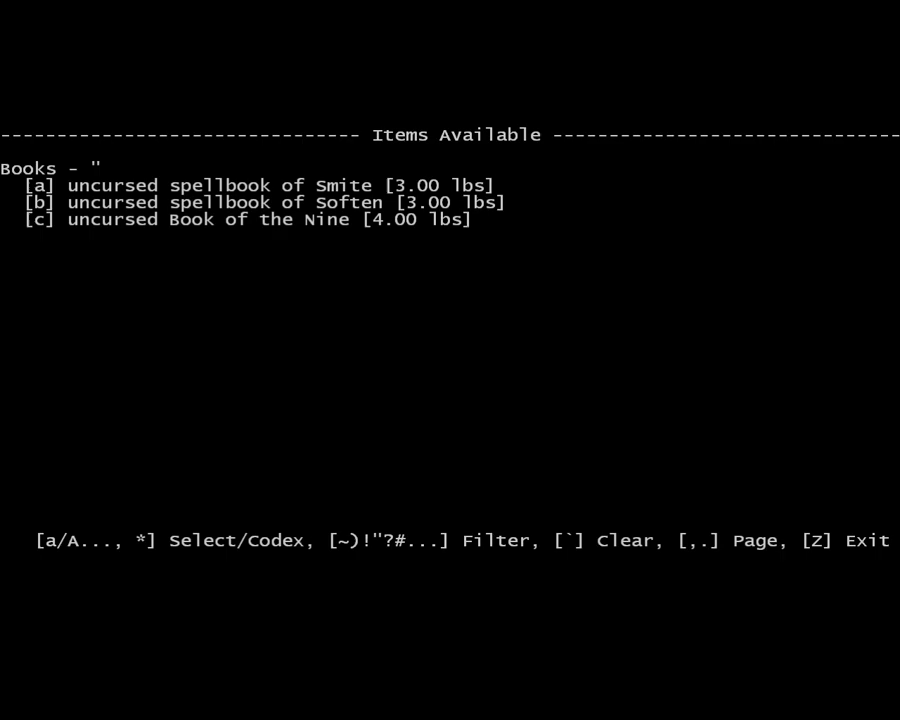 -------------------------------- Items Available -------------------------------
Books - "
[a] uncursed spellbook of Smite [3.00 lbs]
[b] uncursed spellbook of Soften [3.00 lbs]
[c] uncursed Book of the Nine [4.00 lbs]
[a/A..., *] Select/Codex, [~)!"?#...] Filter, [`] Clear, [,.] Page, [Z] Exit